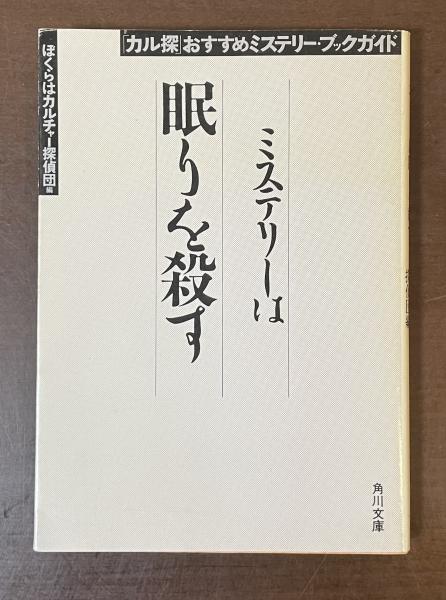 「カル探」おすすめミステリー・ブックガイド
ぼくらはカルチャー探偵団編
ミステリーは
眠りを殺す
角川文庫